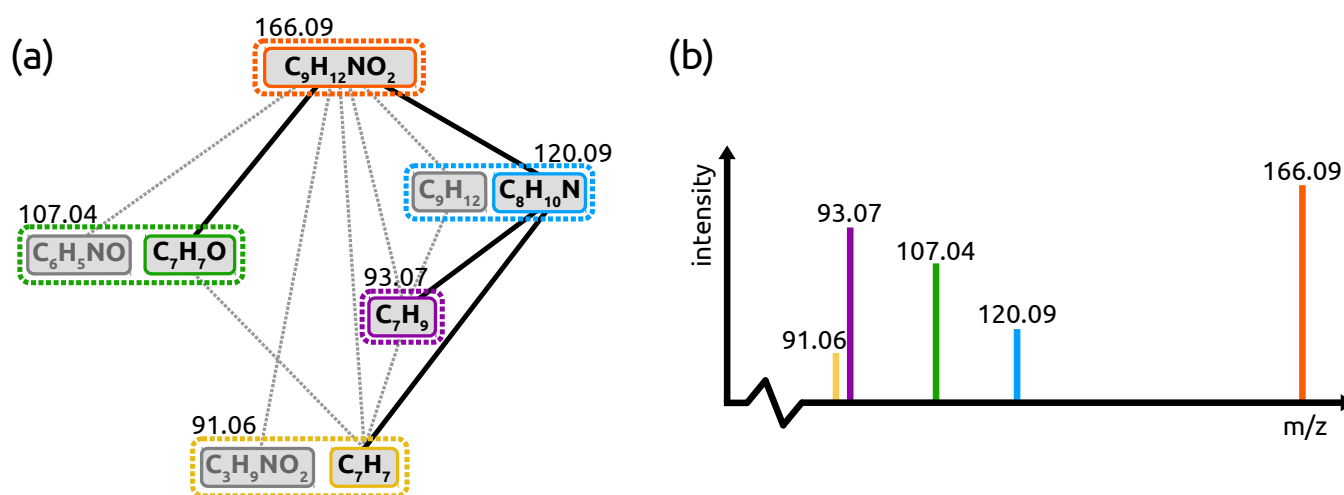 (a)
166.09
C₉H₁₂NO₂
120.09
C₉H₁₂ C₈H₁₀N
107.04
C₆H₅NO C₇H₇O
93.07
C₇H₉
91.06
C₃H₉NO₂ C₇H₇
(b)
intensity
166.09
93.07
107.04
120.09
91.06
m/z